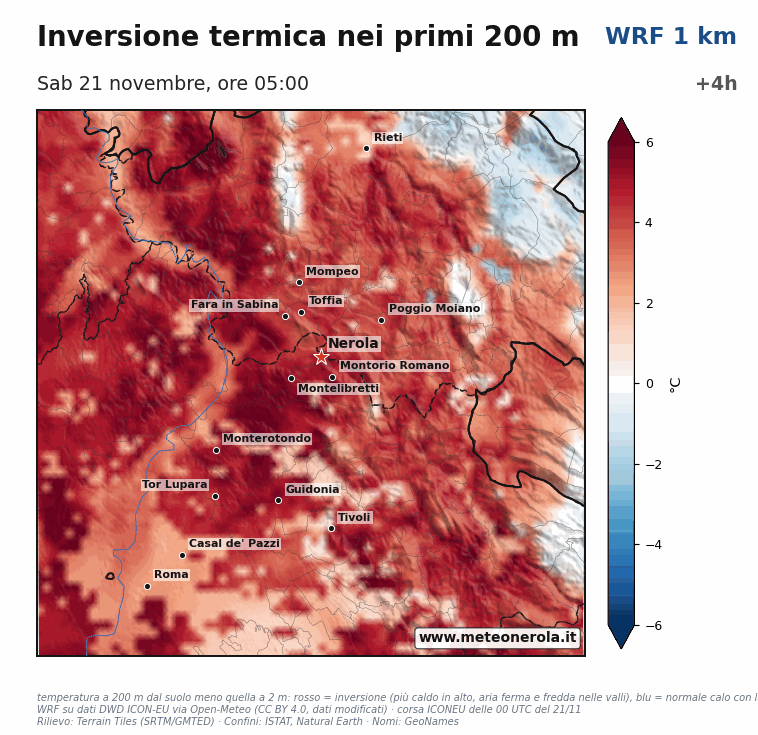 Inversione termica nei primi 200 m
WRF 1 km
Sab 21 novembre, ore 05:00
+4h
Rieti
Mompeo
Toffia
Fara in Sabina
Poggio Moiano
Nerola
Montorio Romano
Montelibretti
Monterotondo
Tor Lupara
Guidonia
Tivoli
Casal de' Pazzi
Roma
www.meteonerola.it
6
4
2
0
−2
−4
−6
°C
temperatura a 200 m dal suolo meno quella a 2 m: rosso = inversione (più caldo in alto, aria ferma e fredda nelle valli), blu = normale calo con l
WRF su dati DWD ICON-EU via Open-Meteo (CC BY 4.0, dati modificati) · corsa ICONEU delle 00 UTC del 21/11
Rilievo: Terrain Tiles (SRTM/GMTED) · Confini: ISTAT, Natural Earth · Nomi: GeoNames